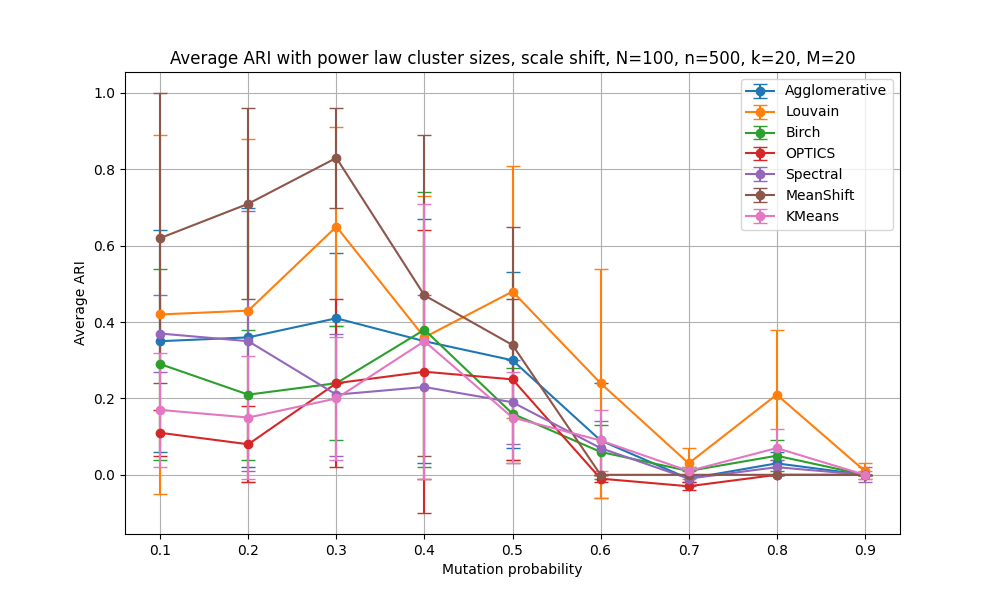 Average ARI with power law cluster sizes, scale shift, N=100, n=500, k=20, M=20
Average ARI
1.0
0.8
0.6
0.4
0.2
0.0
Agglomerative
Louvain
Birch
OPTICS
Spectral
MeanShift
KMeans
0.1 0.2 0.3 0.4 0.5 0.6 0.7 0.8 0.9
Mutation probability